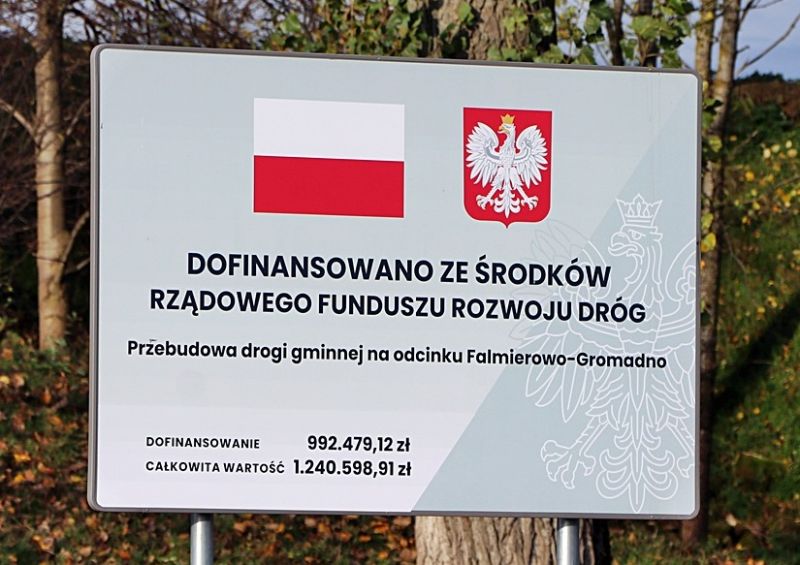 DOFINANSOWANO ZE ŚRODKÓW
RZĄDOWEGO FUNDUSZU ROZWOJU DRÓG
Przebudowa drogi gminnej na odcinku Falmierowo-Gromadno
DOFINANSOWANIE 992.479,12 zł
CAŁKOWITA WARTOŚĆ 1.240.598,91 zł